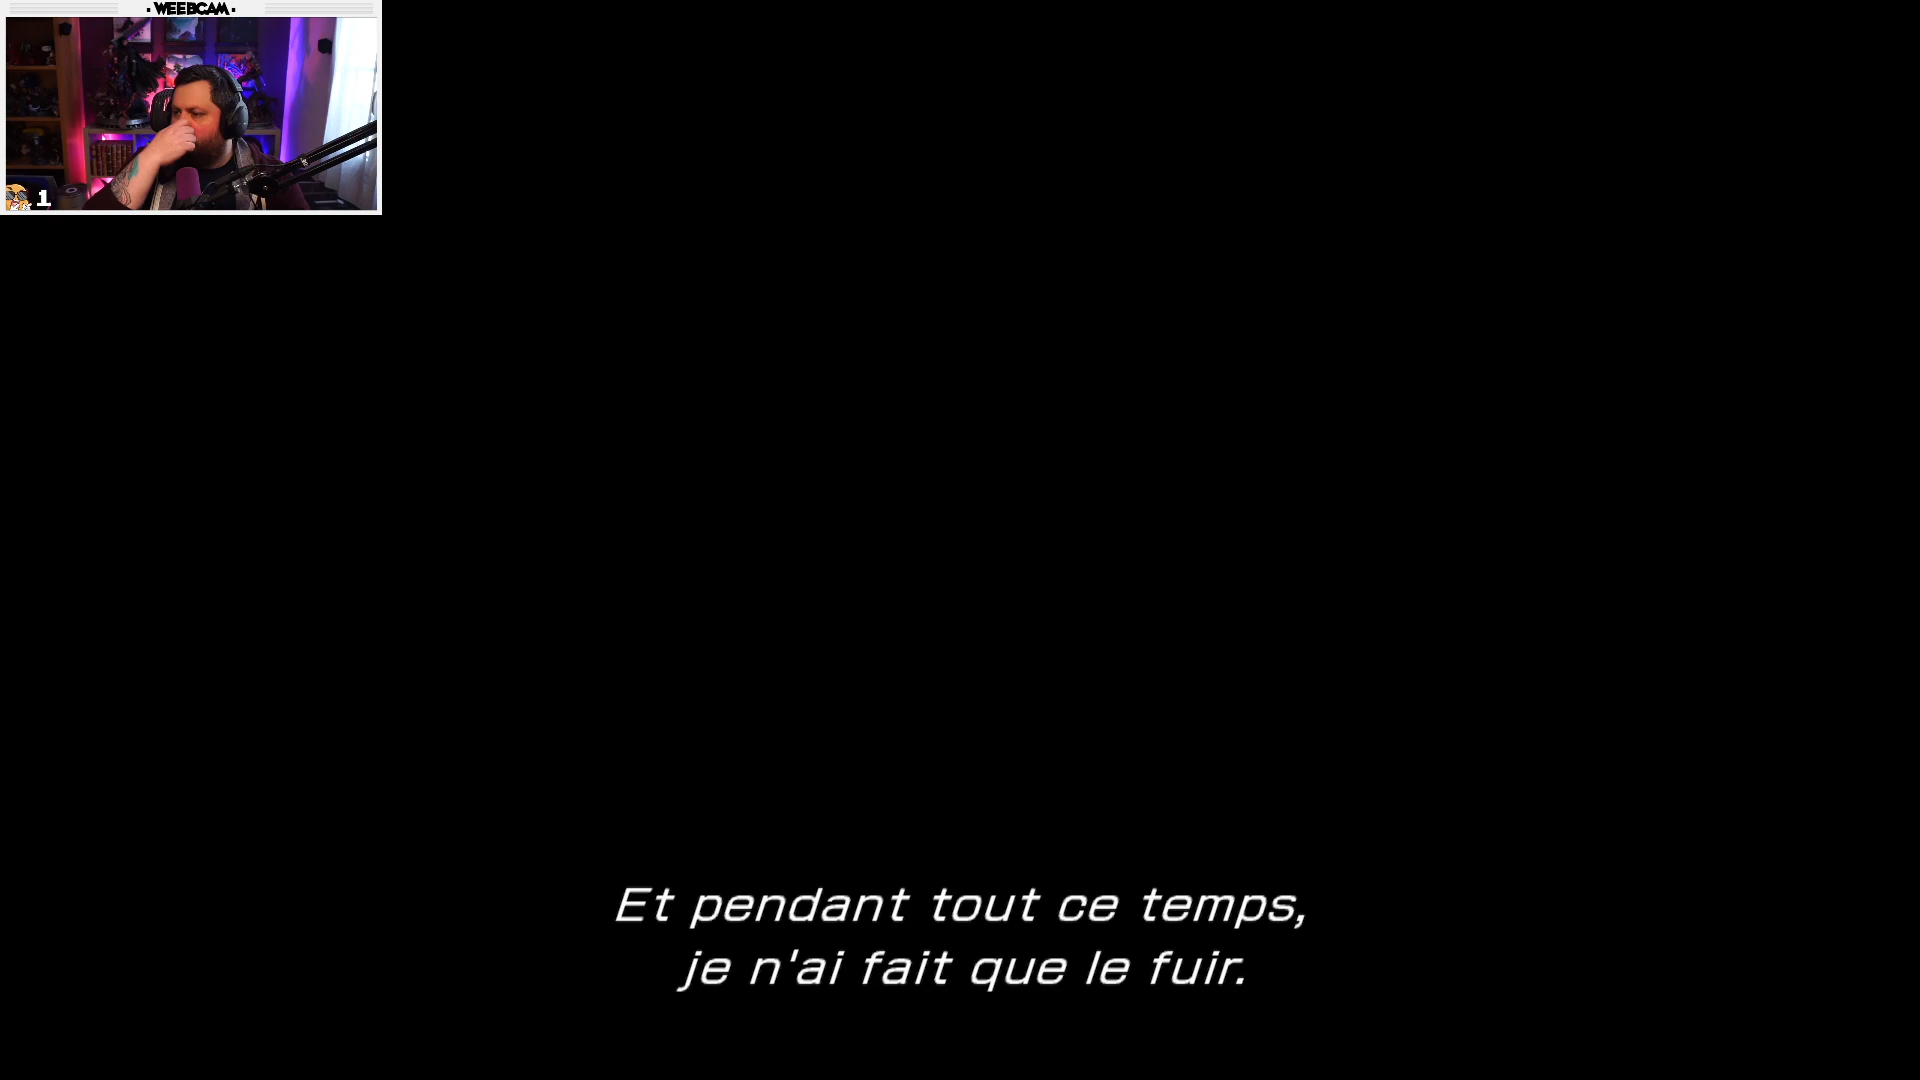 • WEEBCAM •
1
Et pendant tout ce temps,
je n'ai fait que le fuir.